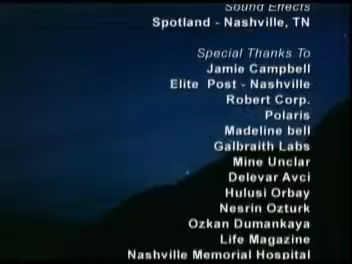 Sound Effects
Spotland - Nashville, TN
Special Thanks To
Jamie Campbell
Elite Post - Nashville
Robert Corp.
Polaris
Madeline bell
Galbraith Labs
Mine Unclar
Delevar Avci
Hulusi Orbay
Nesrin Ozturk
Ozkan Dumankaya
Life Magazine
Nashville Memorial Hospital